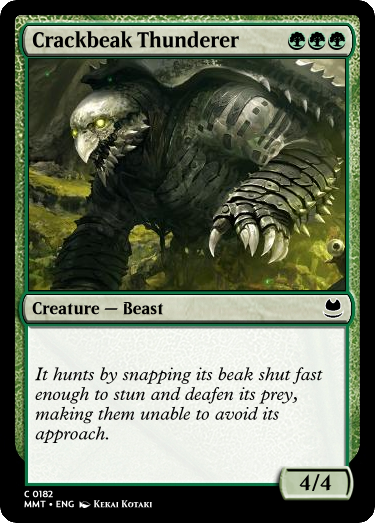 Crackbeak Thunderer
Creature — Beast
It hunts by snapping its beak shut fast
enough to stun and deafen its prey,
making them unable to avoid its
approach.
4/4
C 0182
MMT • ENG Kekai Kotaki